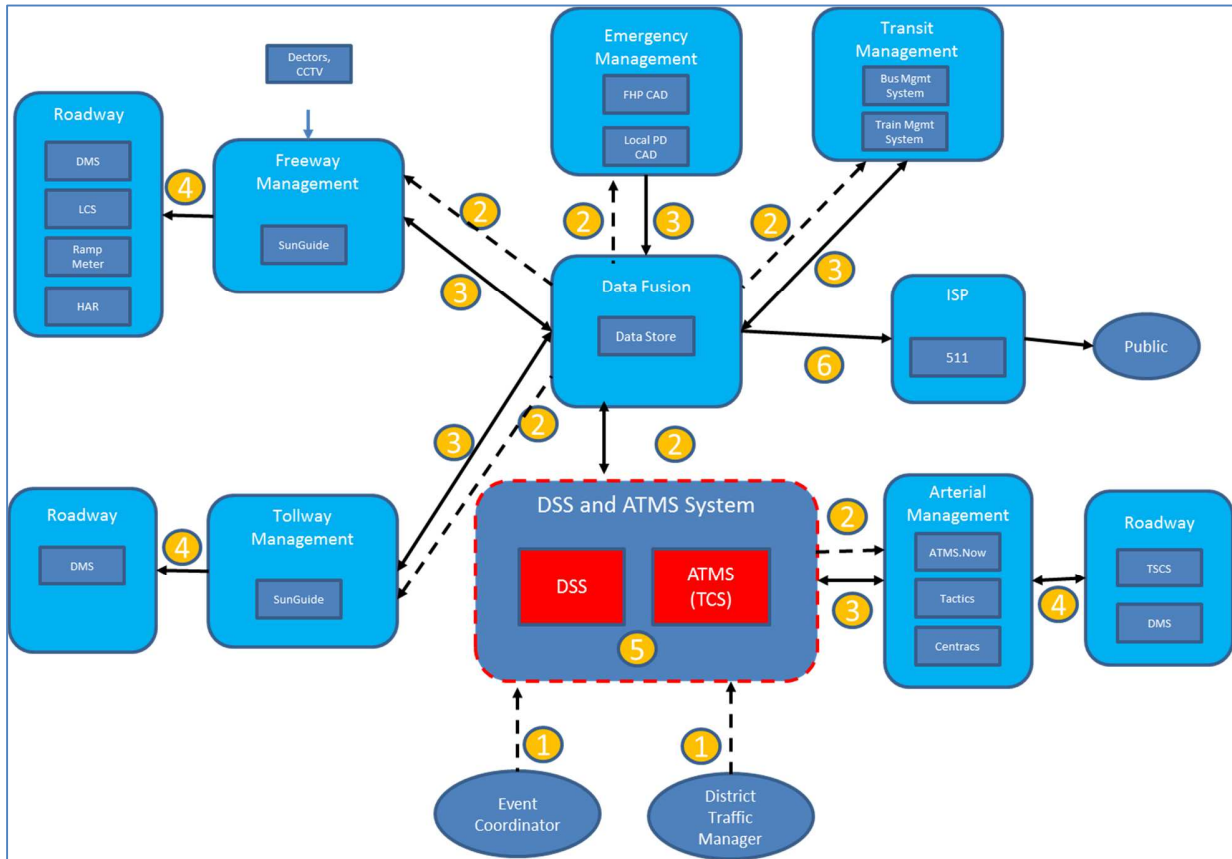 Dectors,
CCTV
Roadway
DMS
LCS
Ramp
Meter
HAR
4
Freeway
Management
SunGuide
2
3
Emergency
Management
FHP CAD
Local PD
CAD
2
3
Transit
Management
Bus Mgmt
System
Train Mgmt
System
2
3
Data Fusion
Data Store
6
ISP
511
Public
3
2
2
Roadway
DMS
4
Tollway
Management
SunGuide
DSS and ATMS System
DSS
ATMS
(TCS)
5
2
3
Arterial
Management
ATMS.Now
Tactics
Centracs
4
Roadway
TSCS
DMS
1
1
Event
Coordinator
District
Traffic
Manager